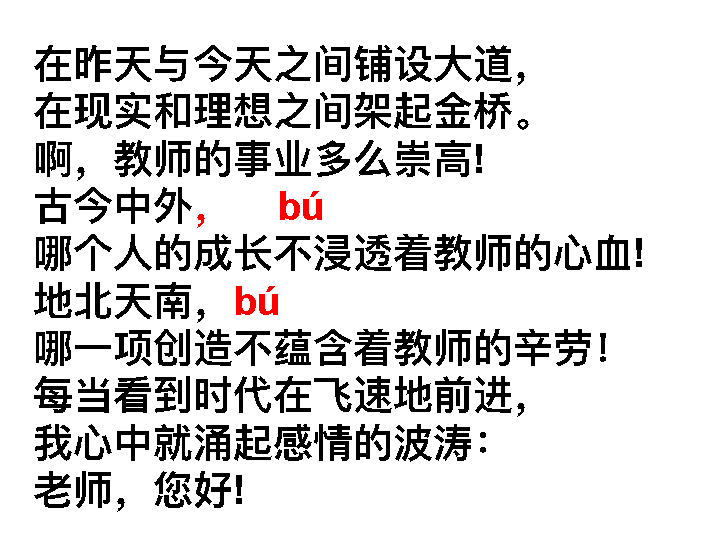 在昨天与今天之间铺设大道，
在现实和理想之间架起金桥。
啊，教师的事业多么崇高！
古今中外， bú
哪个人的成长不浸透着教师的心血！
地北天南，bú
哪一项创造不蕴含着教师的辛劳！
每当看到时代在飞速地前进，
我心中就涌起感情的波涛：
老师，您好！